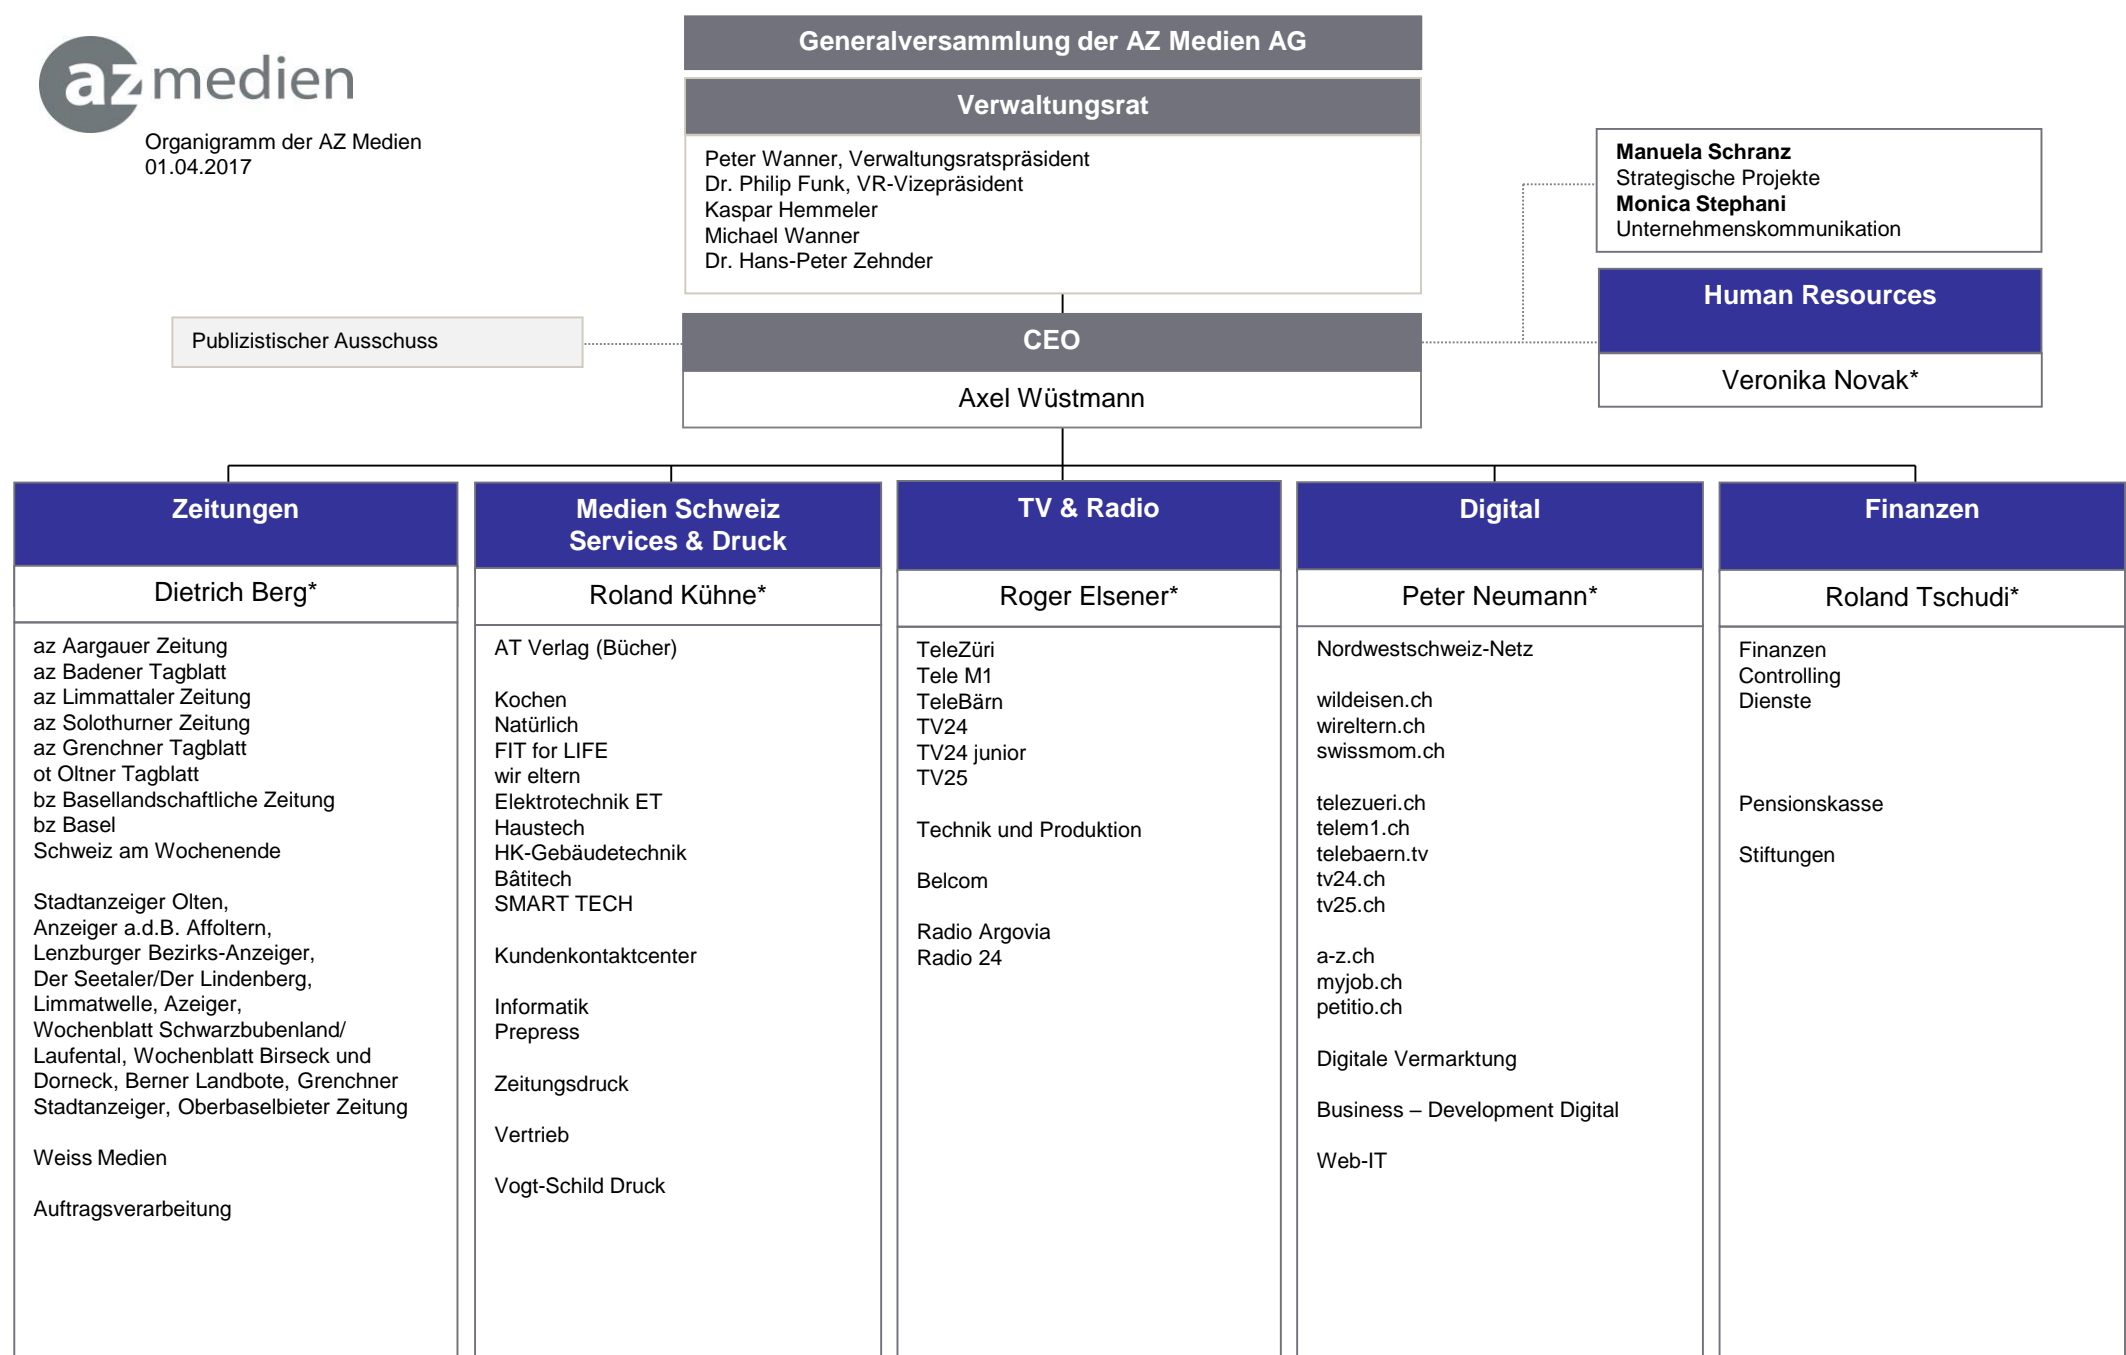 az medien
Organigramm der AZ Medien
01.04.2017
Generalversammlung der AZ Medien AG
Verwaltungsrat
Peter Wanner, Verwaltungsratspräsident
Dr. Philip Funk, VR-Vizepräsident
Kaspar Hemmeler
Michael Wanner
Dr. Hans-Peter Zehnder
Manuela Schranz
Strategische Projekte
Monica Stephani
Unternehmenskommunikation
Human Resources
Veronika Novak*
Publizistischer Ausschuss
CEO
Axel Wüstmann
Zeitungen
Dietrich Berg*
az Aargauer Zeitung
az Badener Tagblatt
az Limmattaler Zeitung
az Solothurner Zeitung
az Grenchner Tagblatt
ot Oltner Tagblatt
bz Basellandschaftliche Zeitung
bz Basel
Schweiz am Wochenende
Stadtanzeiger Olten,
Anzeiger a.d.B. Affoltern,
Lenzburger Bezirks-Anzeiger,
Der Seetaler/Der Lindenberg,
Limmatwelle, Azeiger,
Wochenblatt Schwarzbubenland/
Laufental, Wochenblatt Birseck und
Dorneck, Berner Landbote, Grenchner
Stadtanzeiger, Oberbaselbieter Zeitung
Weiss Medien
Auftragsverarbeitung
Medien Schweiz
Services & Druck
Roland Kühne*
AT Verlag (Bücher)
Kochen
Natürlich
FIT for LIFE
wir eltern
Elektrotechnik ET
Haustech
HK-Gebäudetechnik
Bâtitech
SMART TECH
Kundenkontaktcenter
Informatik
Prepress
Zeitungsdruck
Vertrieb
Vogt-Schild Druck
TV & Radio
Roger Elsener*
TeleZüri
Tele M1
TeleBärn
TV24
TV24 junior
TV25
Technik und Produktion
Belcom
Radio Argovia
Radio 24
Digital
Peter Neumann*
Nordwestschweiz-Netz
wildeisen.ch
wireltern.ch
swissmom.ch
telezueri.ch
telem1.ch
telebaern.tv
tv24.ch
tv25.ch
a-z.ch
myjob.ch
petitio.ch
Digitale Vermarktung
Business – Development Digital
Web-IT
Finanzen
Roland Tschudi*
Finanzen
Controlling
Dienste
Pensionskasse
Stiftungen